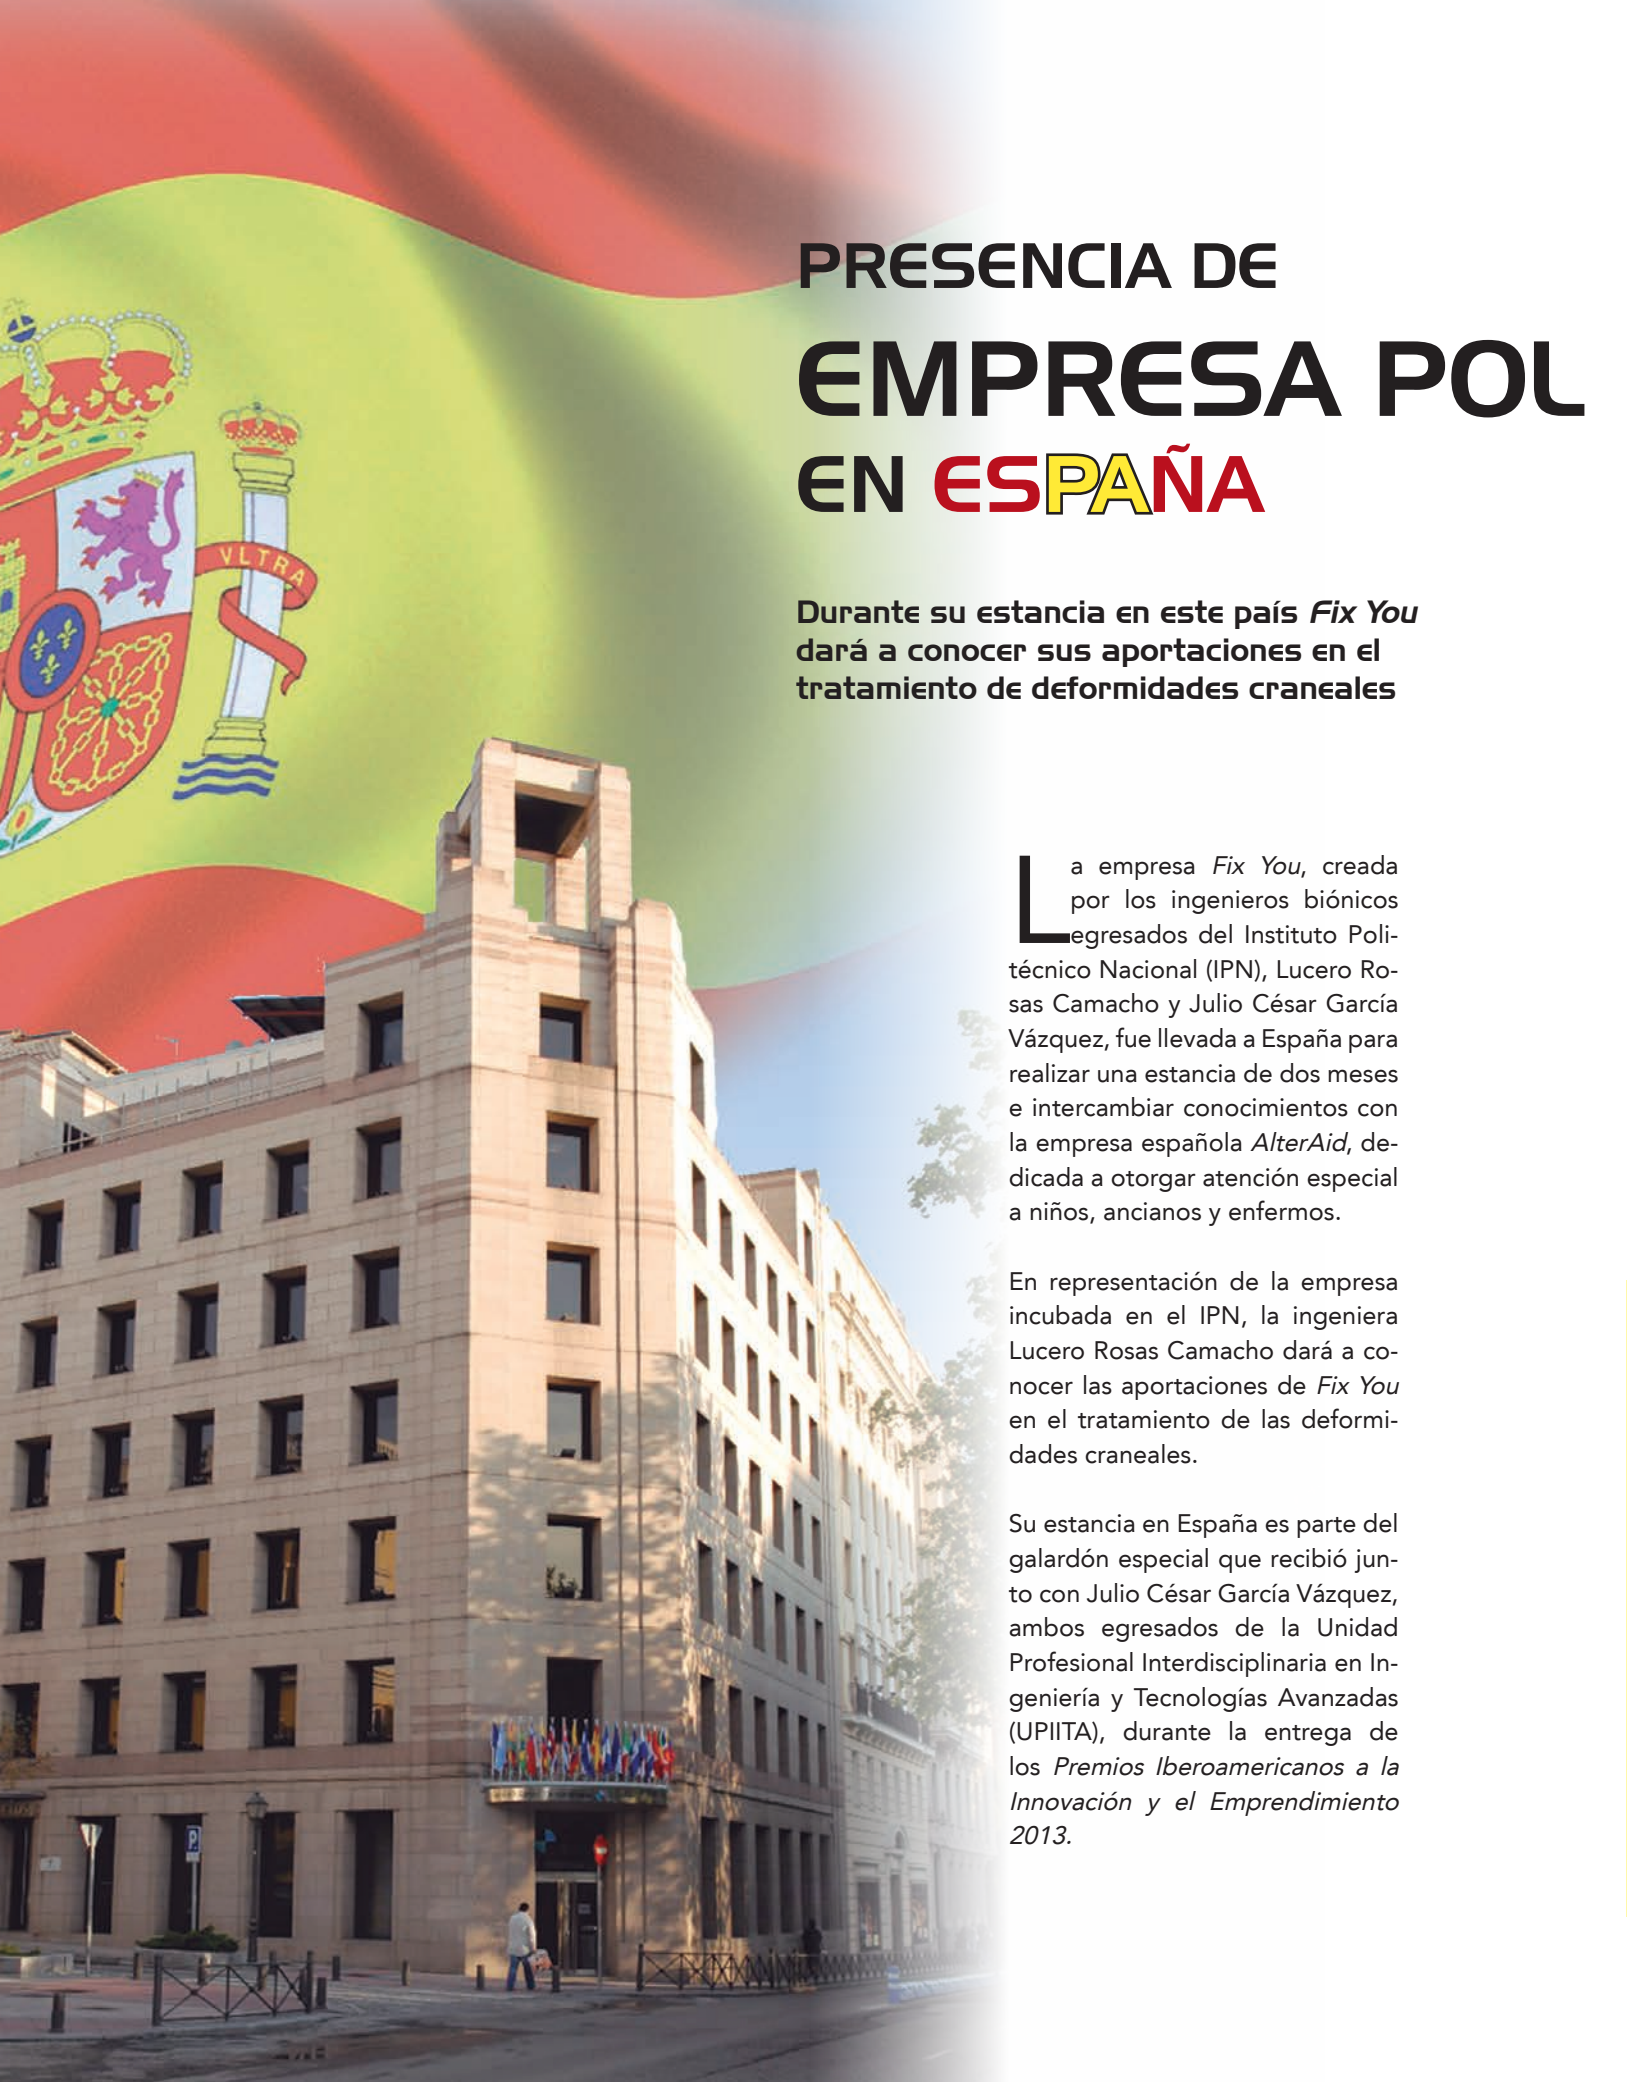 PRESENCIA DE
EMPRESA POL
EN ESPAÑA
Durante su estancia en este país Fix You
dará a conocer sus aportaciones en el
tratamiento de deformidades craneales
VLTRA
La empresa Fix You, creada
por los ingenieros biónicos
egresados del Instituto Poli-
técnico Nacional (IPN), Lucero Ro-
sas Camacho y Julio César García
Vázquez, fue llevada a España para
realizar una estancia de dos meses
e intercambiar conocimientos con
la empresa española AlterAid, de-
dicada a otorgar atención especial
a niños, ancianos y enfermos.
En representación de la empresa
incubada en el IPN, la ingeniera
Lucero Rosas Camacho dará a co-
nocer las aportaciones de Fix You
en el tratamiento de las deformi-
dades craneales.
Su estancia en España es parte del
galardón especial que recibió jun-
to con Julio César García Vázquez,
ambos egresados de la Unidad
Profesional Interdisciplinaria en In-
geniería y Tecnologías Avanzadas
(UPIITA), durante la entrega de
los Premios Iberoamericanos a la
Innovación y el Emprendimiento
2013.
P